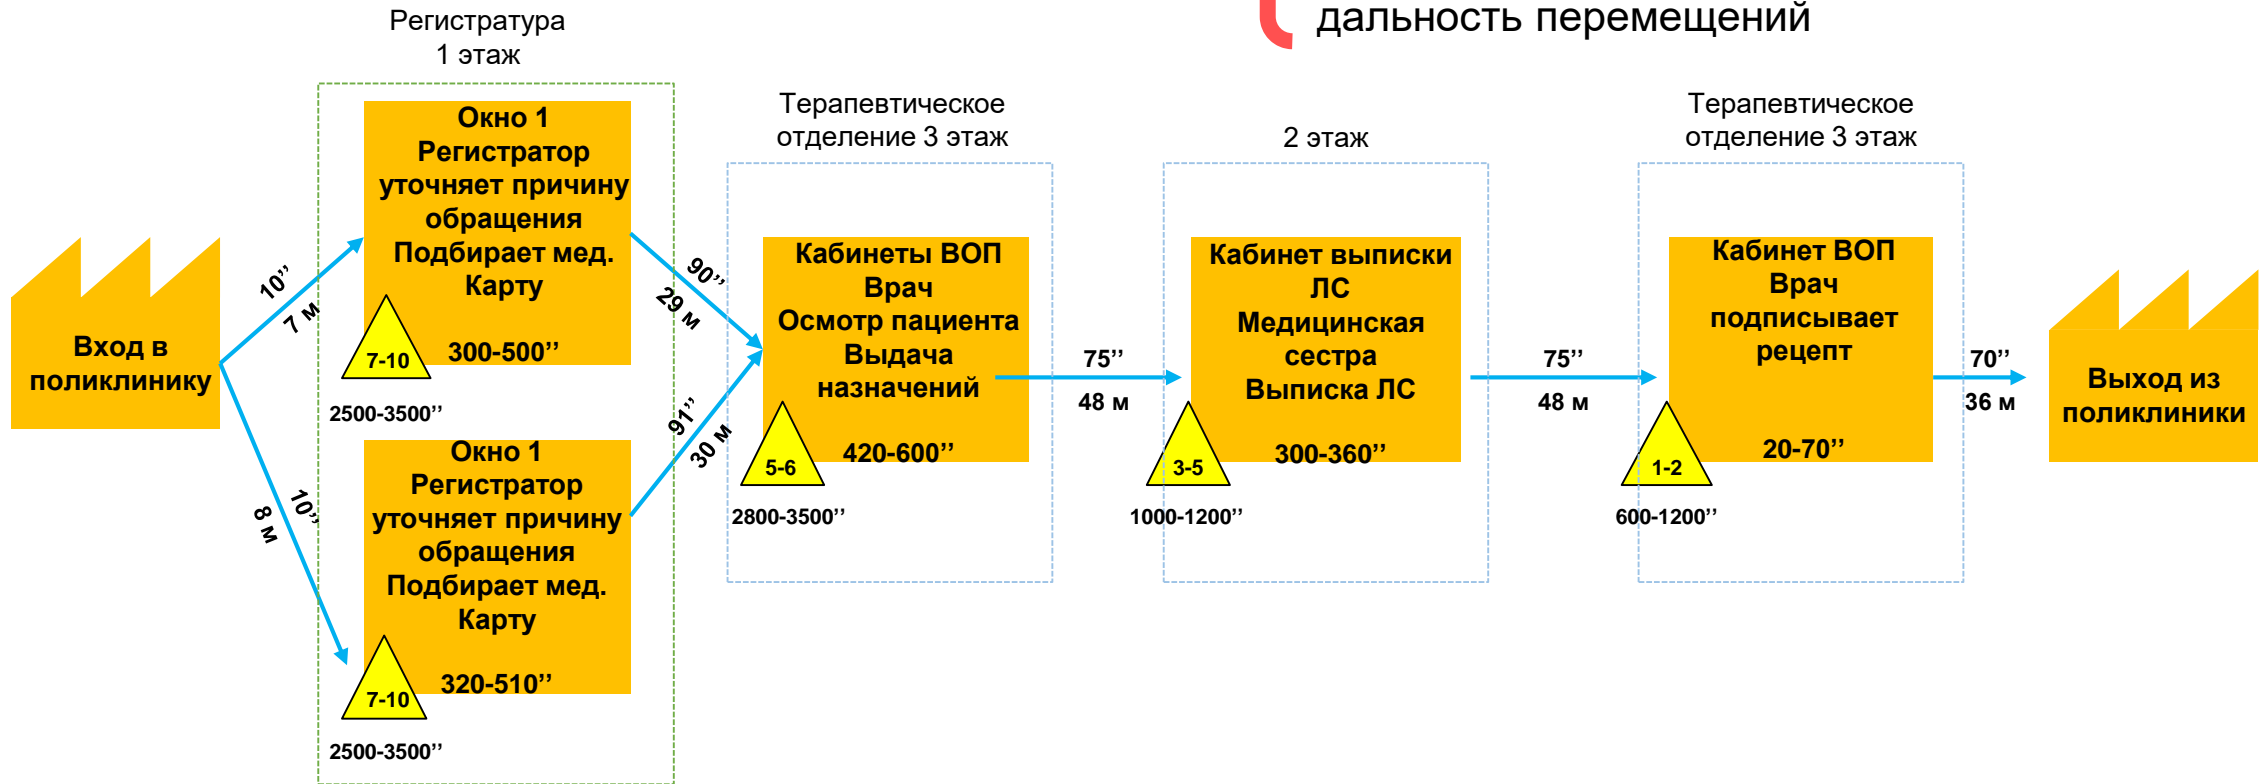 дальность перемещений
Регистратура
1 этаж
Вход в
поликлинику
10’’
7 м
10’’
8 м
Окно 1
Регистратор
уточняет причину
обращения
Подбирает мед.
Карту
300-500’’
7-10
2500-3500’’
Окно 1
Регистратор
уточняет причину
обращения
Подбирает мед.
Карту
320-510’’
7-10
2500-3500’’
90’’
29 м
91’’
30 м
Терапевтическое
отделение 3 этаж
Кабинеты ВОП
Врач
Осмотр пациента
Выдача
назначений
420-600’’
5-6
2800-3500’’
75’’
48 м
2 этаж
Кабинет выписки
ЛС
Медицинская
сестра
Выписка ЛС
300-360’’
3-5
1000-1200’’
75’’
48 м
Терапевтическое
отделение 3 этаж
Кабинет ВОП
Врач
подписывает
рецепт
20-70’’
1-2
600-1200’’
70’’
36 м
Выход из
поликлиники